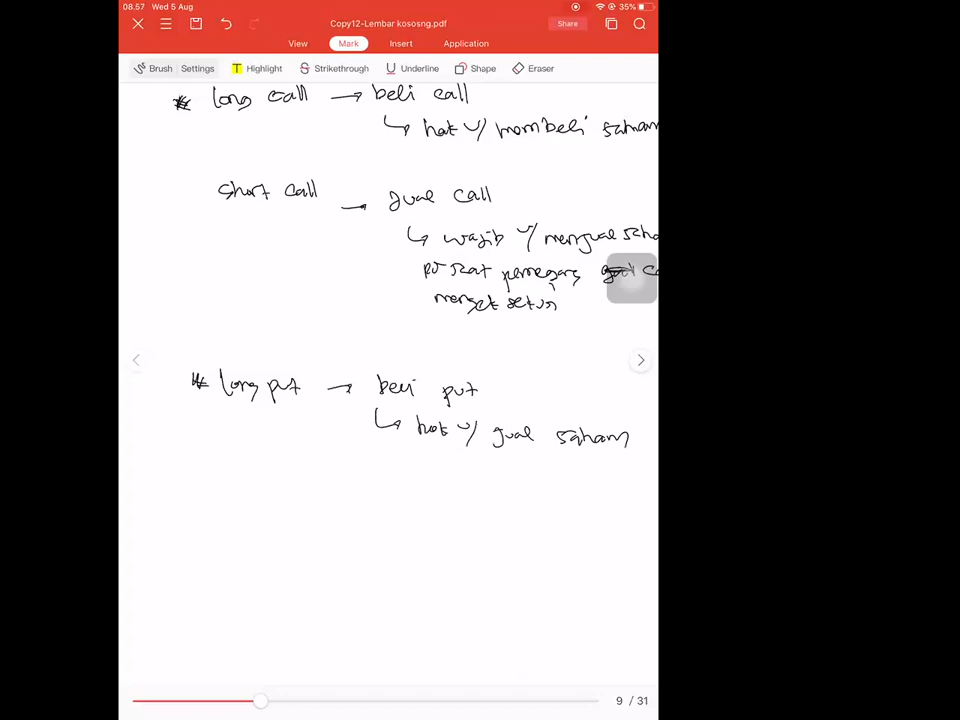 08.57 Wed 5 Aug 35%
Copy12-Lembar kososng.pdf
Share
View Mark Insert Application
Brush Settings Highlight Strikethrough Underline Shape Eraser
* long call → beli call
↳ hak u/ membeli saham
short call → jual call
↳ wajib u/ menjual saha
pd saat pemegang ca
* long put → beli put
↳ hak u/ jual saham
9 / 31